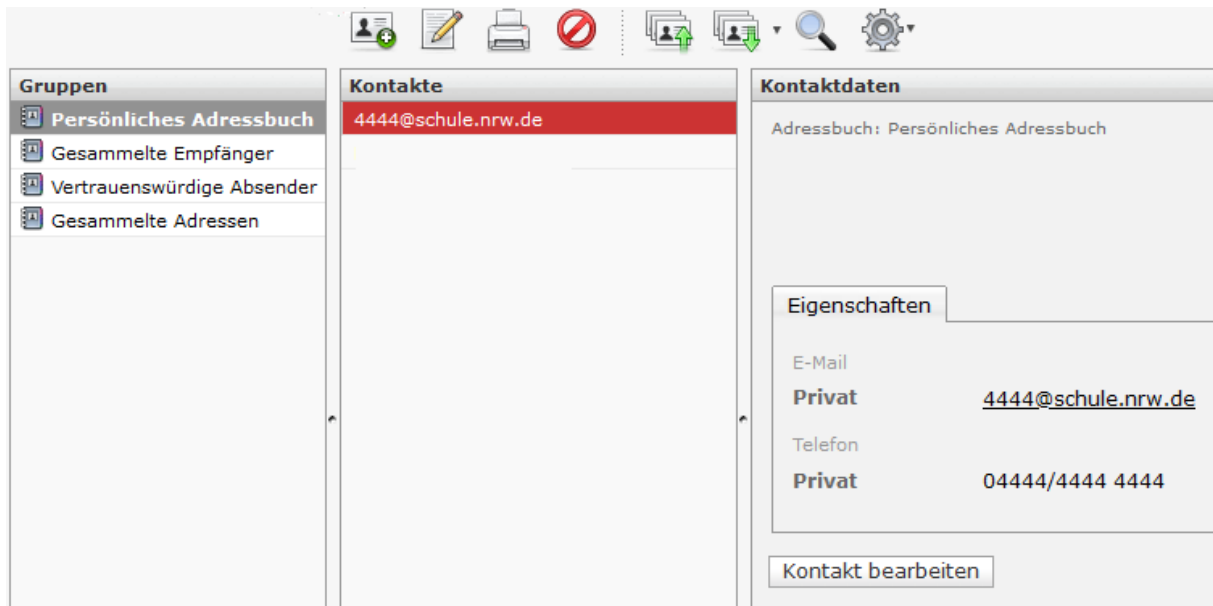 Gruppen
Persönliches Adressbuch
Gesammelte Empfänger
Vertrauenswürdige Absender
Gesammelte Adressen
Kontakte
4444@schule.nrw.de
Kontaktdaten
Adressbuch: Persönliches Adressbuch
Eigenschaften
E-Mail
Privat 4444@schule.nrw.de
Telefon
Privat 04444/4444 4444
Kontakt bearbeiten